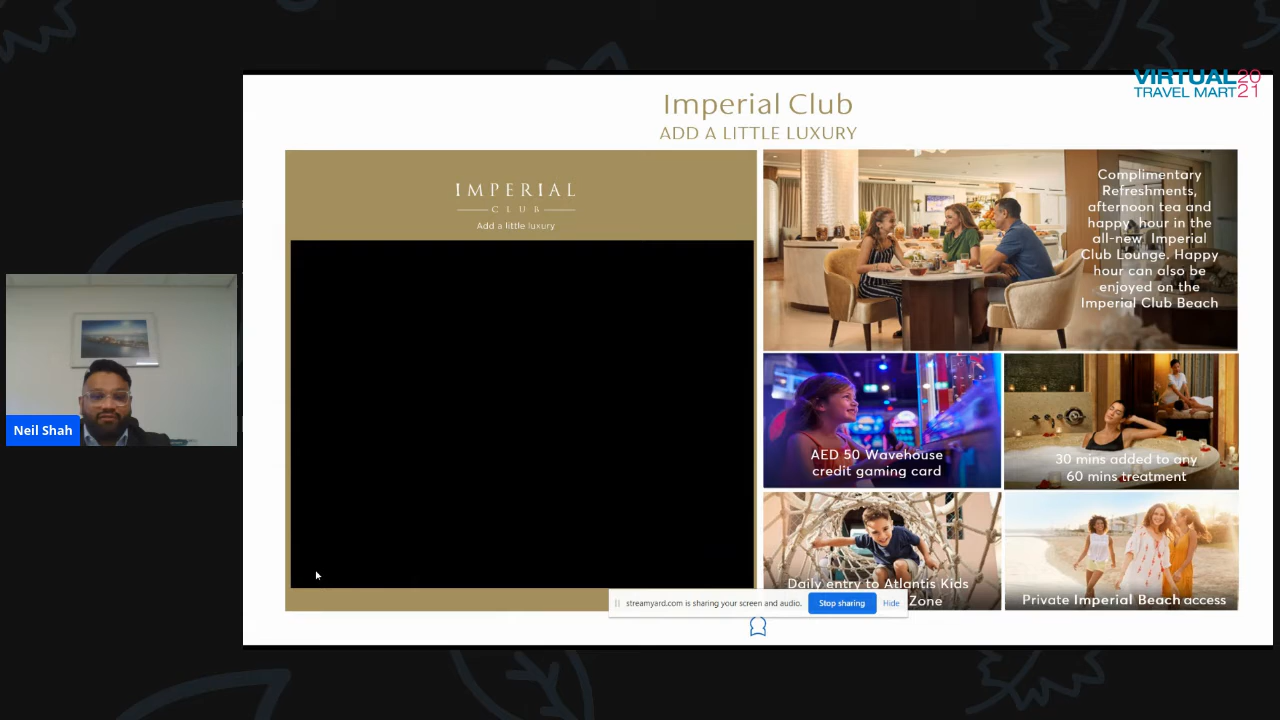 VIRTUAL 20
TRAVEL MART 21
Imperial Club
ADD A LITTLE LUXURY
IMPERIAL
CLUB
Add a little luxury
Complimentary
Refreshments,
afternoon tea and
happy hour in the
all-new Imperial
Club Lounge. Happy
hour can also be
enjoyed on the
Imperial Club Beach
AED 50 Wavehouse
credit gaming card
30 mins added to any
60 mins treatment
Daily entry to Atlantis Kids
Zone
Private Imperial Beach access
streamyard.com is sharing your screen and audio.
Stop sharing
Hide
Neil Shah